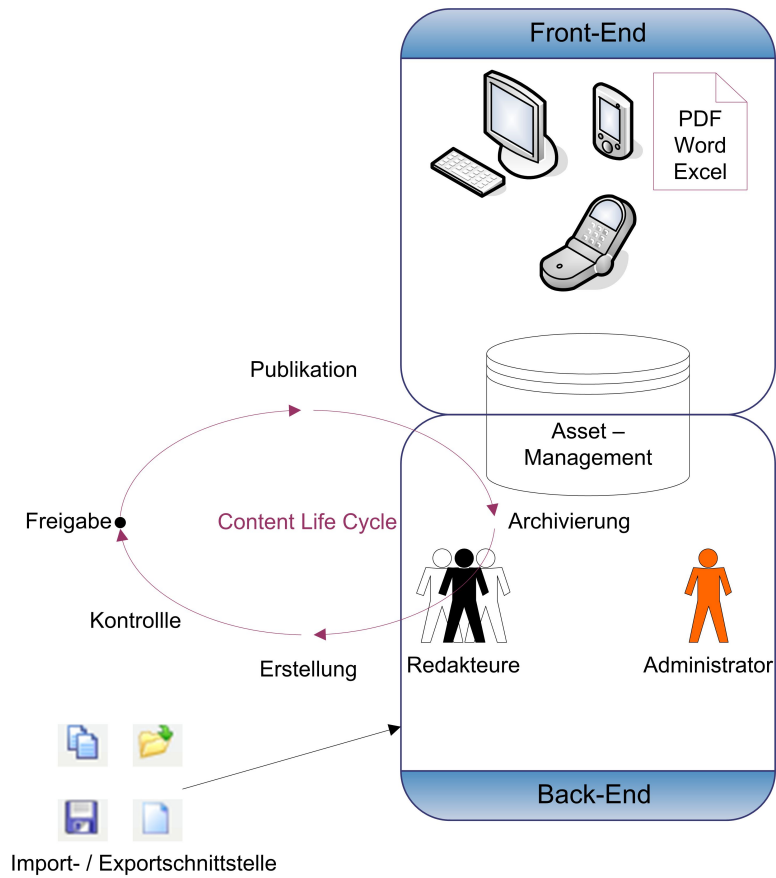 Front-End
PDF
Word
Excel
Publikation
Asset –
Management
Freigabe
Content Life Cycle
Archivierung
Kontrollle
Erstellung
Redakteure
Administrator
Back-End
Import- / Exportschnittstelle